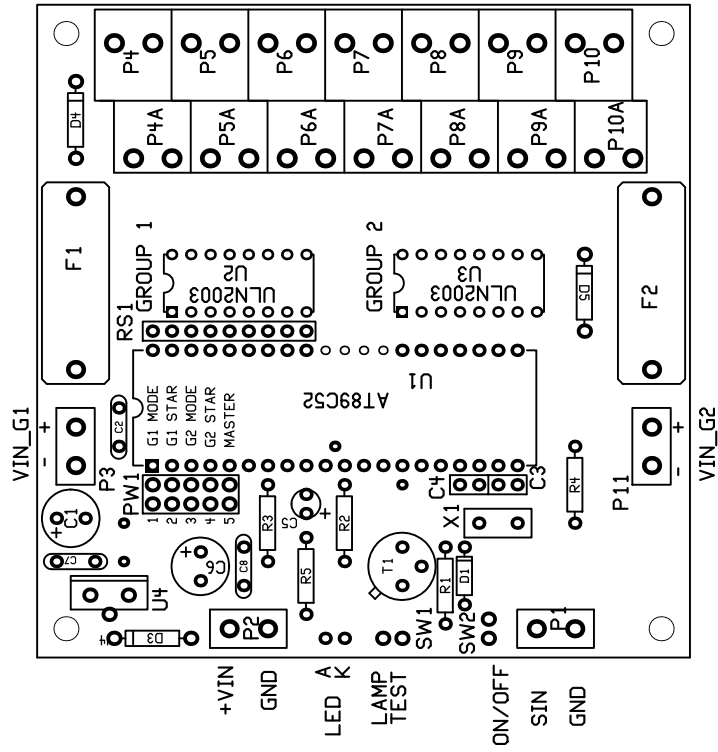 P4 P5 P6 P7 P8 P9 P10
D4
P4A P5A P6A P7A P8A P9A P10A
F1
GROUP 1
U2
ULN2003
GROUP 2
U3
ULN2003
D5
F2
RS1
U1
AT89C52
G1 MODE
G1 STAR
G2 MODE
G2 STAR
MASTER
VIN_G1
+
-
C2
P3
PW1
1
2
3
4
5
C4
C3
P11
+
-
VIN_G2
+
C1
R3
C5
+
R2
R4
X1
C7
+
C6
C8
R5
T1
R1
D1
U4
SW1
SW2
D3
P2
P1
+VIN
GND
LED
A
K
LAMP
TEST
ON/OFF
SIN
GND